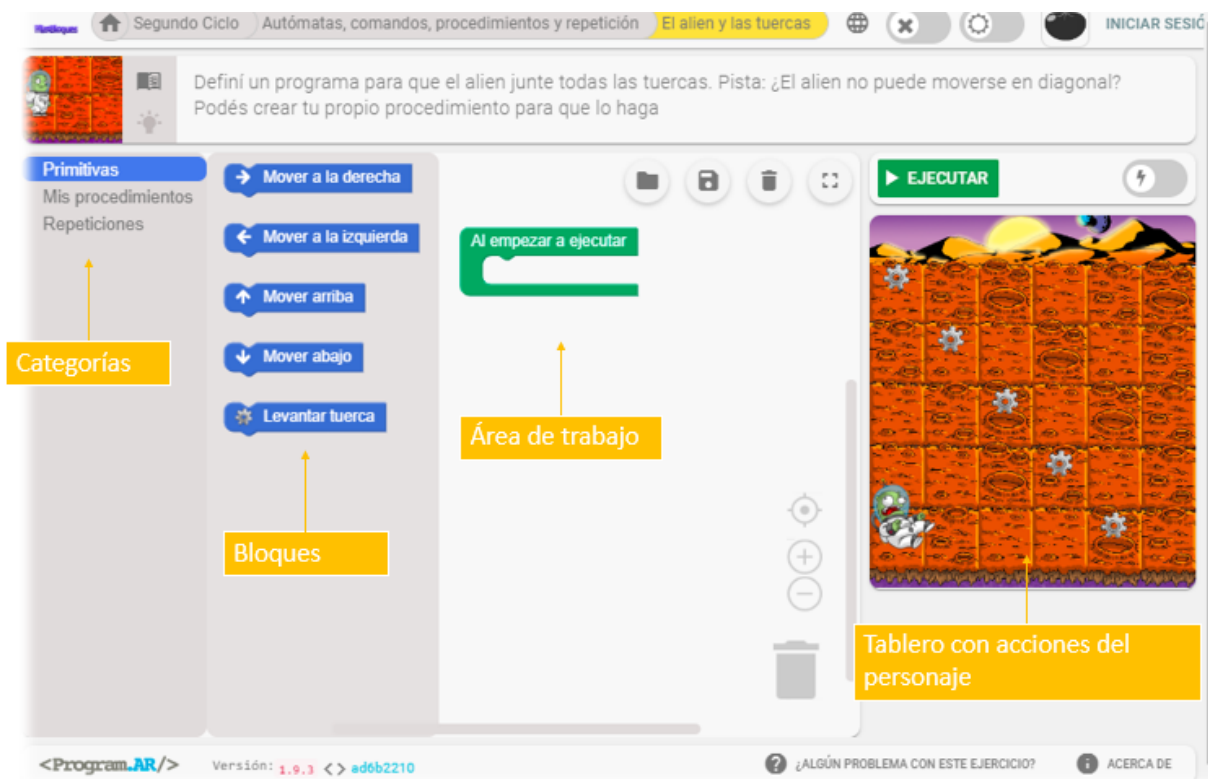 PilasBloques
Segundo Ciclo
Autómatas, comandos, procedimientos y repetición
El alien y las tuercas
INICIAR SESIÓ
Definí un programa para que el alien junte todas las tuercas. Pista: ¿El alien no puede moverse en diagonal?
Podés crear tu propio procedimiento para que lo haga
Primitivas
Mis procedimientos
Repeticiones
Categorías
Mover a la derecha
Mover a la izquierda
Mover arriba
Mover abajo
Levantar tuerca
Bloques
Al empezar a ejecutar
Área de trabajo
EJECUTAR
Tablero con acciones del
personaje
<Program.AR/>
Versión: 1.9.3 <> ad6b2210
¿ALGÚN PROBLEMA CON ESTE EJERCICIO?
ACERCA DE